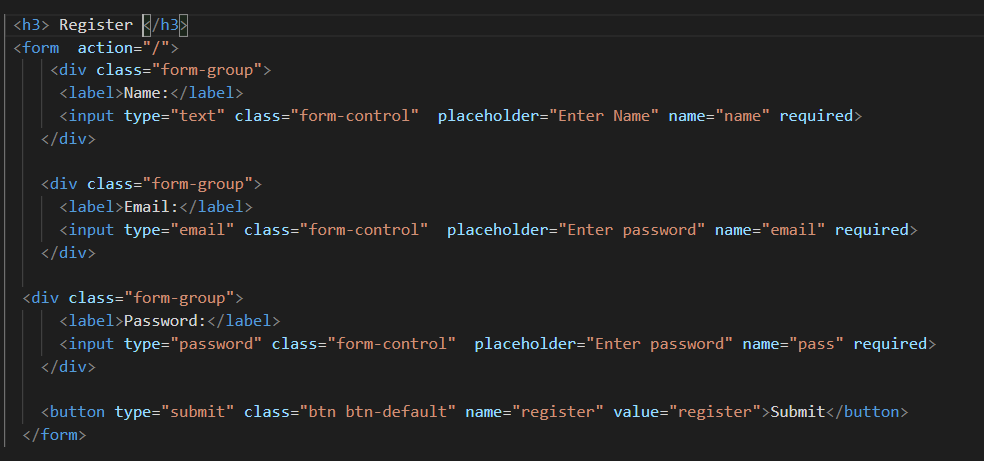 <h3> Register </h3>
<form  action="/">
    <div class="form-group">
     <label>Name:</label>
     <input type="text" class="form-control"  placeholder="Enter Name" name="name" required>
   </div>

   <div class="form-group">
     <label>Email:</label>
     <input type="email" class="form-control"  placeholder="Enter password" name="email" required>
   </div>

 <div class="form-group">
     <label>Password:</label>
     <input type="password" class="form-control"  placeholder="Enter password" name="pass" required>
   </div>

   <button type="submit" class="btn btn-default" name="register" value="register">Submit</button>
 </form>